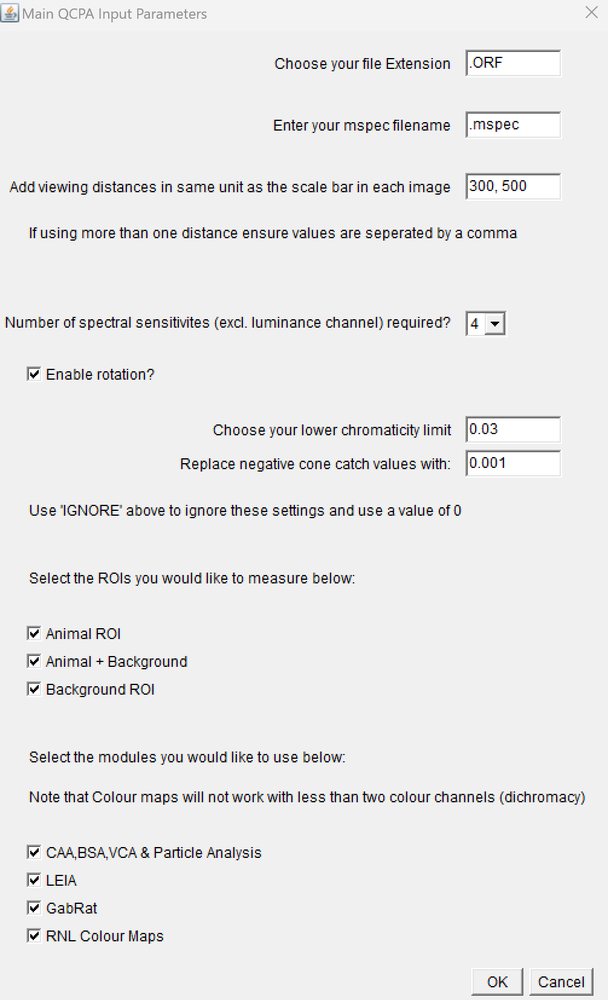 Main QCPA Input Parameters
Choose your file Extension .ORF
Enter your mspec filename .mspec
Add viewing distances in same unit as the scale bar in each image 300, 500
If using more than one distance ensure values are seperated by a comma
Number of spectral sensitivites (excl. luminance channel) required? 4
Enable rotation?
Choose your lower chromaticity limit 0.03
Replace negative cone catch values with: 0.001
Use 'IGNORE' above to ignore these settings and use a value of 0
Select the ROIs you would like to measure below:
Animal ROI
Animal + Background
Background ROI
Select the modules you would like to use below:
Note that Colour maps will not work with less than two colour channels (dichromacy)
CAA,BSA,VCA & Particle Analysis
LEIA
GabRat
RNL Colour Maps
OK Cancel